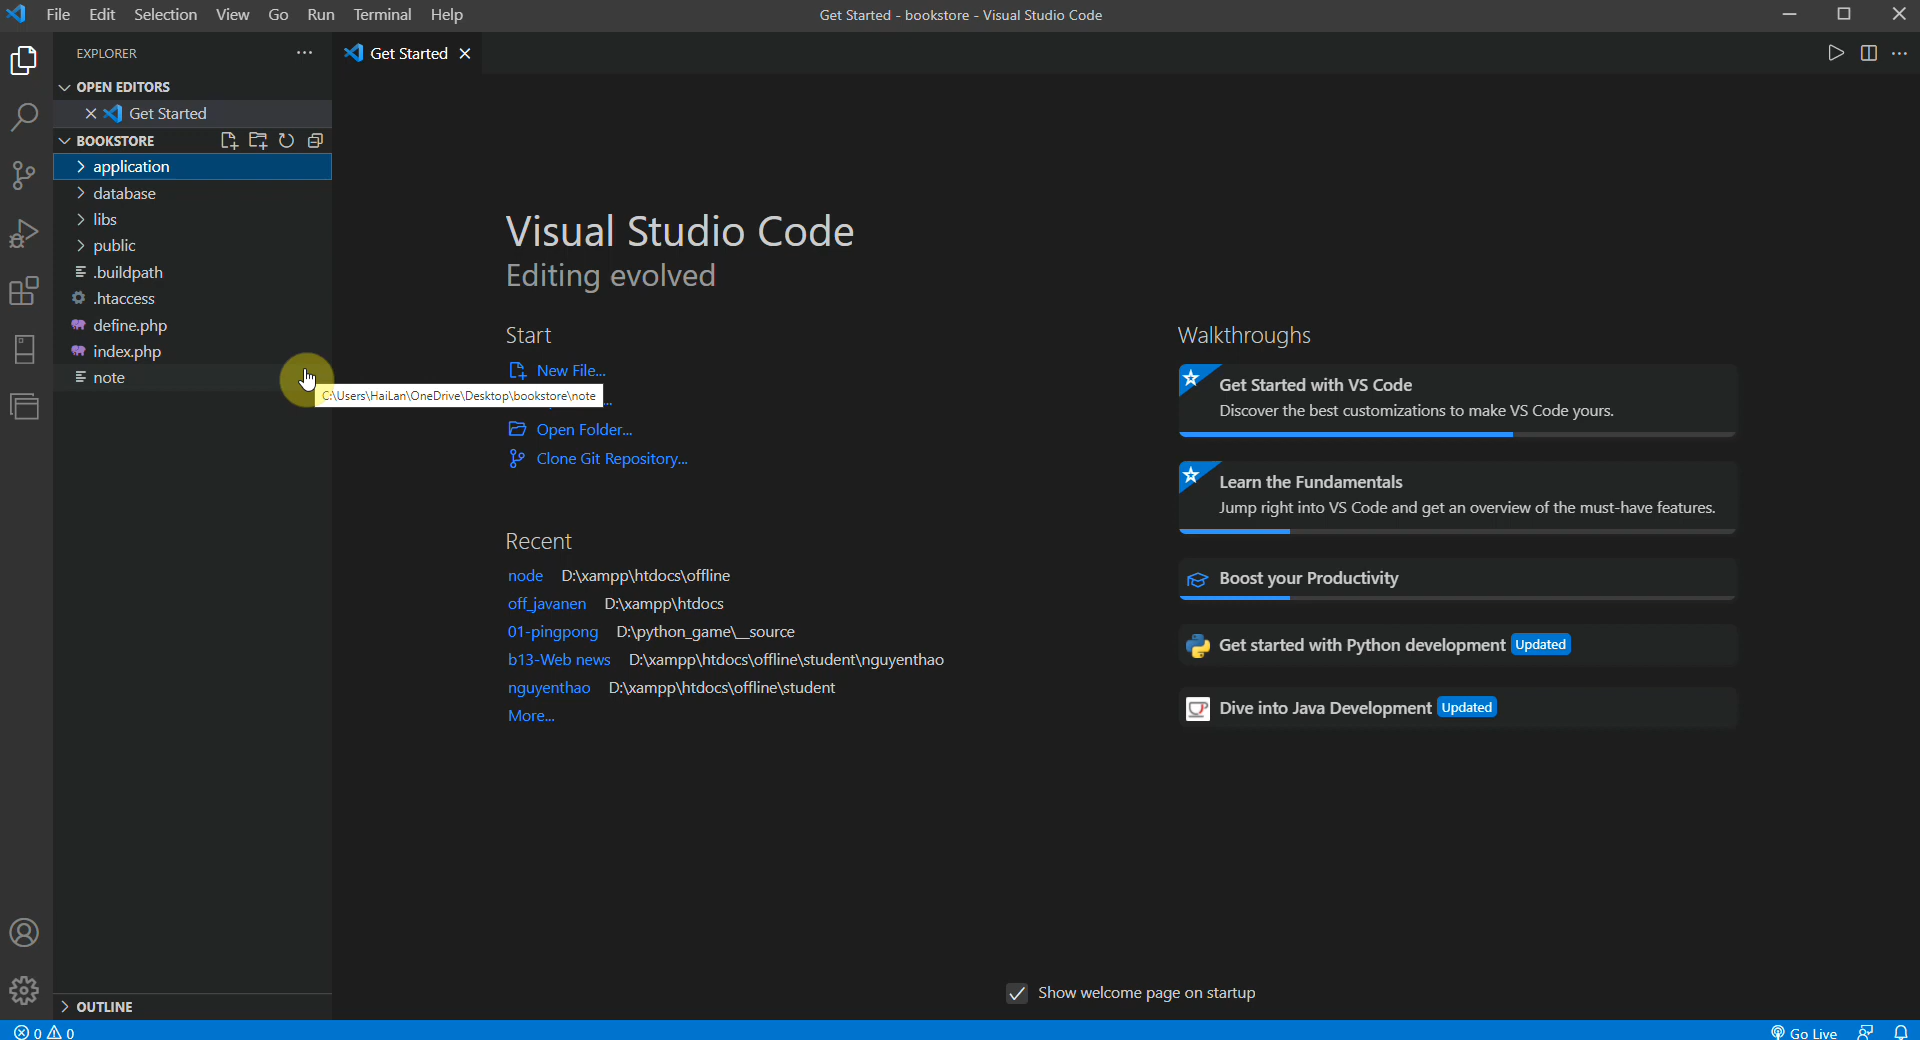 File Edit Selection View Go Run Terminal Help
Get Started - bookstore - Visual Studio Code
EXPLORER
Get Started
OPEN EDITORS
Get Started
BOOKSTORE
application
database
libs
public
.buildpath
.htaccess
define.php
index.php
note
C:\Users\HaiLan\OneDrive\Desktop\bookstore\note
Visual Studio Code
Editing evolved
Start
New File...
Open Folder...
Clone Git Repository...
Recent
node D:\xampp\htdocs\offline
off_javanen D:\xampp\htdocs
01-pingpong D:\python_game\__source
b13-Web news D:\xampp\htdocs\offline\student\nguyenthao
nguyenthao D:\xampp\htdocs\offline\student
More...
Walkthroughs
Get Started with VS Code
Discover the best customizations to make VS Code yours.
Learn the Fundamentals
Jump right into VS Code and get an overview of the must-have features.
Boost your Productivity
Get started with Python development Updated
Dive into Java Development Updated
Show welcome page on startup
OUTLINE
0 0
Go Live